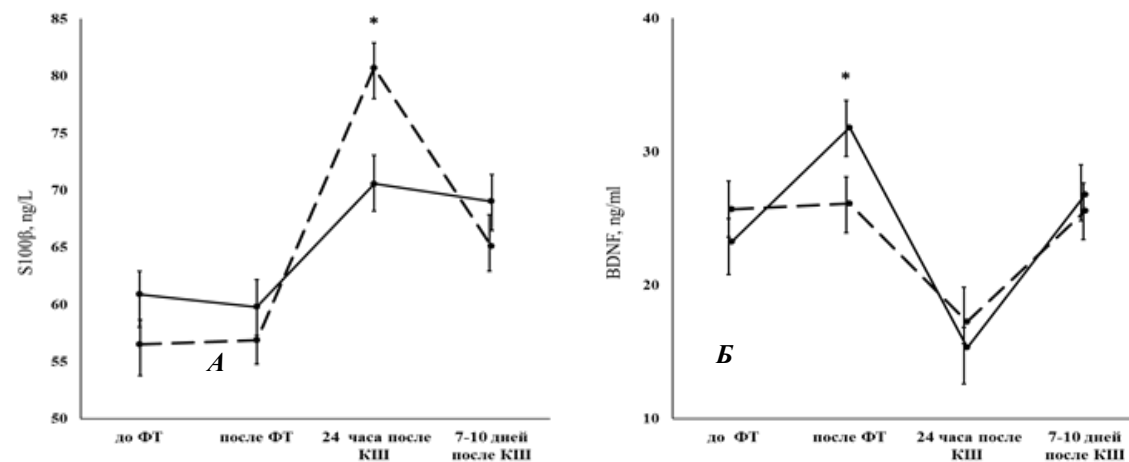 85
80
75
70
65
60
55
50
S100β, ng/L
*
А
до ФТ
после ФТ
24 часа после
КШ
7-10 дней
после КШ
40
30
20
10
BDNF, ng/ml
*
Б
до ФТ
после ФТ
24 часа после
КШ
7-10 дней
после КШ